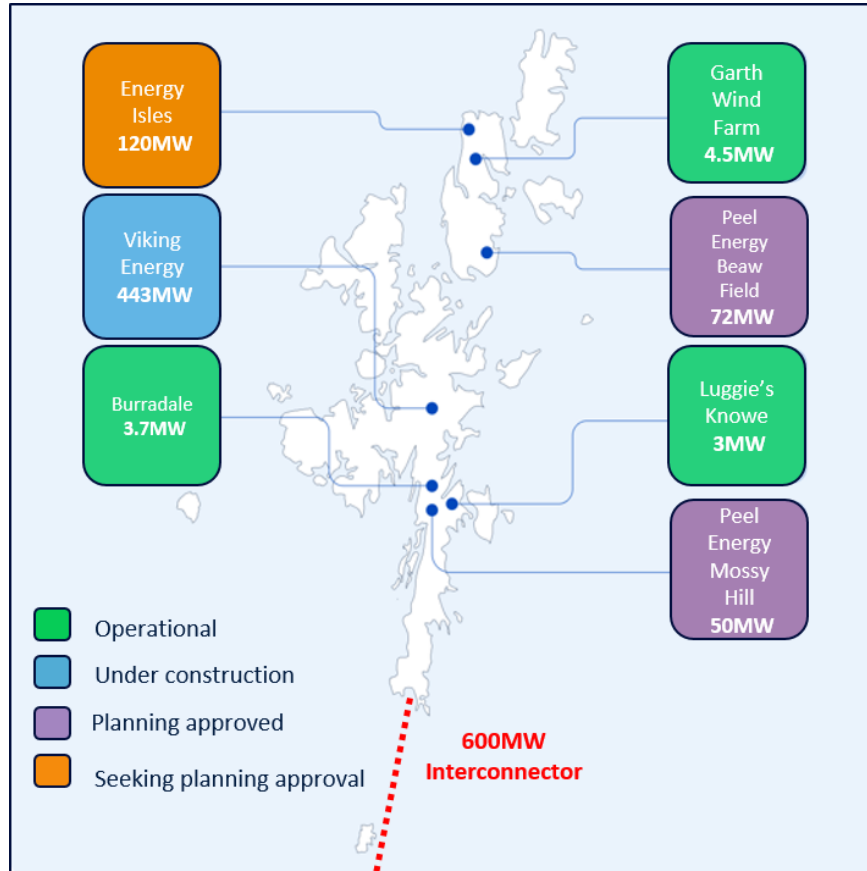 Energy
Isles
120MW
Viking
Energy
443MW
Burradale
3.7MW
Garth
Wind
Farm
4.5MW
Peel
Energy
Beaw
Field
72MW
Luggie's
Knowe
3MW
Peel
Energy
Mossy
Hill
50MW
Operational
Under construction
Planning approved
Seeking planning approval
600MW
Interconnector